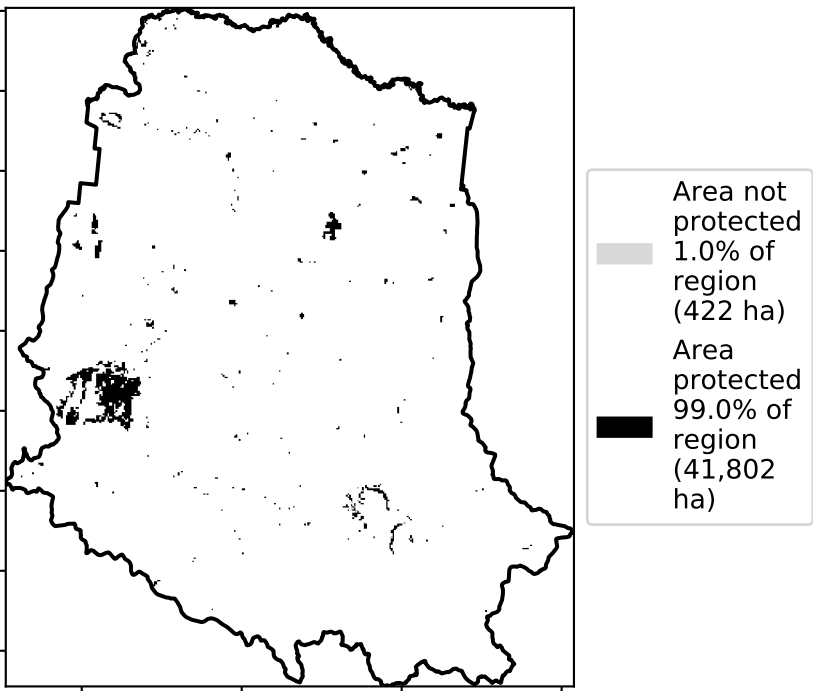 Area not
protected
1.0% of
region
(422 ha)
Area
protected
99.0% of
region
(41,802
ha)